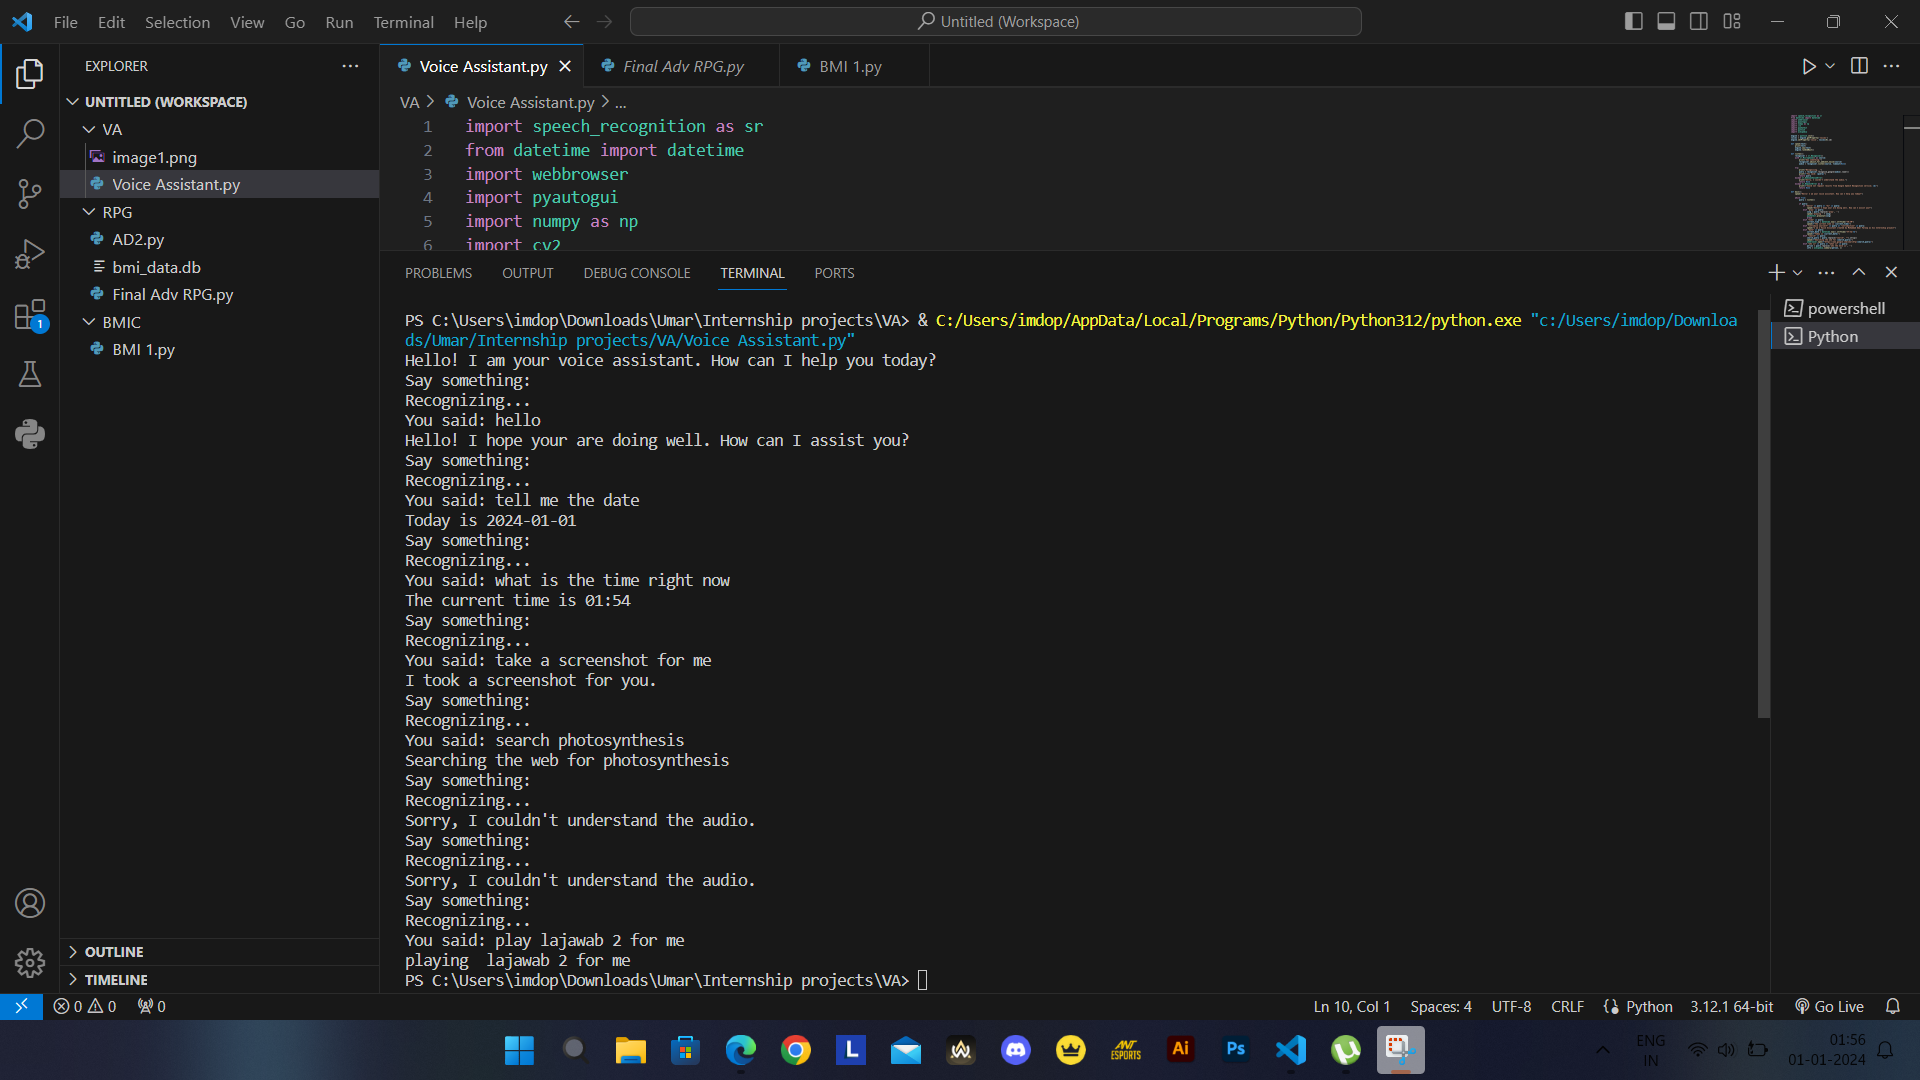 File Edit Selection View Go Run Terminal Help
Untitled (Workspace)
EXPLORER
UNTITLED (WORKSPACE)
VA
image1.png
Voice Assistant.py
RPG
AD2.py
bmi_data.db
Final Adv RPG.py
BMIC
BMI 1.py
OUTLINE
TIMELINE
1
Voice Assistant.py
Final Adv RPG.py
BMI 1.py
VA > Voice Assistant.py > ...
1 import speech_recognition as sr
2 from datetime import datetime
3 import webbrowser
4 import pyautogui
5 import numpy as np
6 import cv2
PROBLEMS OUTPUT DEBUG CONSOLE TERMINAL PORTS
powershell
Python
PS C:\Users\imdop\Downloads\Umar\Internship projects\VA> & C:/Users/imdop/AppData/Local/Programs/Python/Python312/python.exe "c:/Users/imdop/Downloa
ds/Umar/Internship projects/VA/Voice Assistant.py"
Hello! I am your voice assistant. How can I help you today?
Say something:
Recognizing...
You said: hello
Hello! I hope your are doing well. How can I assist you?
Say something:
Recognizing...
You said: tell me the date
Today is 2024-01-01
Say something:
Recognizing...
You said: what is the time right now
The current time is 01:54
Say something:
Recognizing...
You said: take a screenshot for me
I took a screenshot for you.
Say something:
Recognizing...
You said: search photosynthesis
Searching the web for photosynthesis
Say something:
Recognizing...
Sorry, I couldn't understand the audio.
Say something:
Recognizing...
Sorry, I couldn't understand the audio.
Say something:
Recognizing...
You said: play lajawab 2 for me
playing  lajawab 2 for me
PS C:\Users\imdop\Downloads\Umar\Internship projects\VA>
0 0 0
Ln 10, Col 1 Spaces: 4 UTF-8 CRLF Python 3.12.1 64-bit Go Live
L
ANT ESPORTS
Ai
Ps
ENG
IN
01:56
01-01-2024